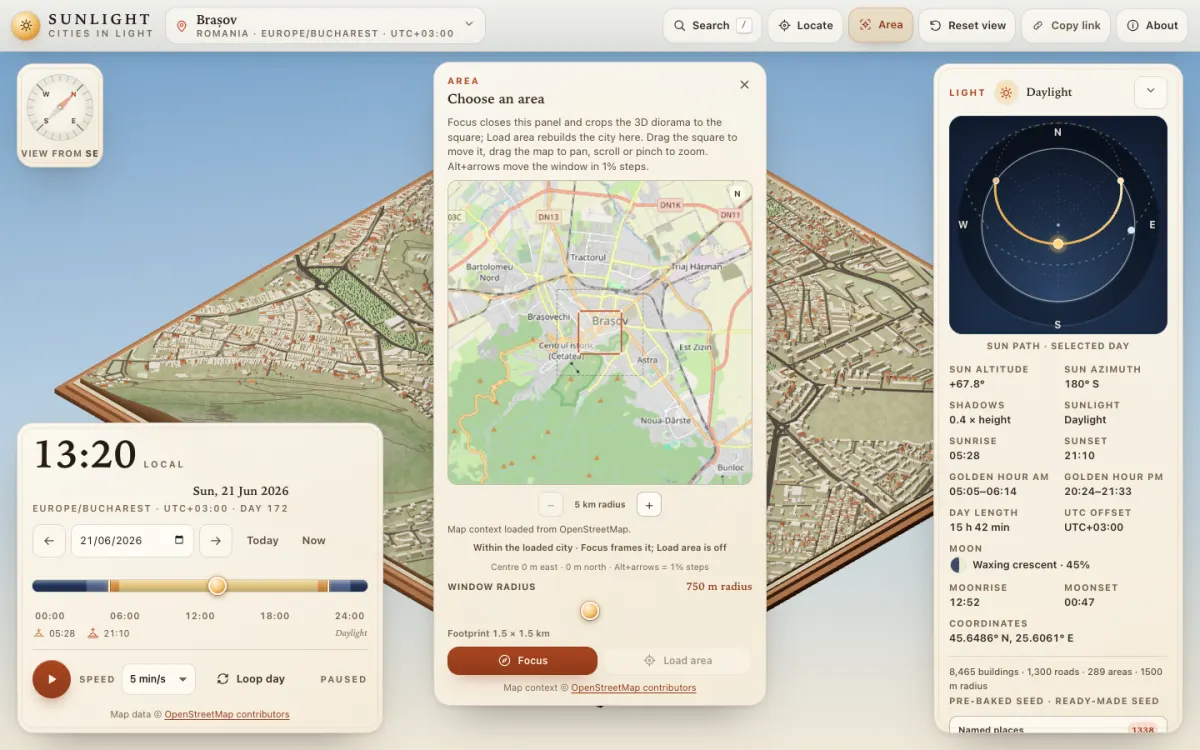 SUNLIGHT
CITIES IN LIGHT
Brașov
ROMANIA · EUROPE/BUCHAREST · UTC+03:00
Search /
Locate
Area
Reset view
Copy link
About
W N
S E
VIEW FROM SE
AREA
Choose an area
Focus closes this panel and crops the 3D diorama to the
square; Load area rebuilds the city here. Drag the square to
move it, drag the map to pan, scroll or pinch to zoom.
Alt+arrows move the window in 1% steps.
N
03C
DN13
DN1K
DN11
Tractorul
Bartolomeu
Nord
Triaj Hărman
Brașovechi
Brașov
Centrul Istoric
(Cetatea)
Astra
Est Zizin
Noua-Dârste
Bunloc
− 5 km radius +
Map context loaded from OpenStreetMap.
Within the loaded city · Focus frames it; Load area is off
Centre 0 m east · 0 m north · Alt+arrows = 1% steps
WINDOW RADIUS 750 m radius
Footprint 1.5 × 1.5 km
Focus
Load area
Map context © OpenStreetMap contributors
13:20 LOCAL
Sun, 21 Jun 2026
EUROPE/BUCHAREST · UTC+03:00 · DAY 172
← 21/06/2026 → Today Now
00:00 06:00 12:00 18:00 24:00
05:28 21:10 Daylight
SPEED 5 min/s Loop day PAUSED
Map data © OpenStreetMap contributors
LIGHT Daylight
N
W E
S
SUN PATH · SELECTED DAY
SUN ALTITUDE SUN AZIMUTH
+67.8° 180° S
SHADOWS SUNLIGHT
0.4 × height Daylight
SUNRISE SUNSET
05:28 21:10
GOLDEN HOUR AM GOLDEN HOUR PM
05:05–06:14 20:24–21:33
DAY LENGTH UTC OFFSET
15 h 42 min UTC+03:00
MOON
Waxing crescent · 45%
MOONRISE MOONSET
12:52 00:47
COORDINATES
45.6486° N, 25.6061° E
8,465 buildings · 1,300 roads · 289 areas · 1500
m radius
PRE-BAKED SEED · READY-MADE SEED
Named places 1338